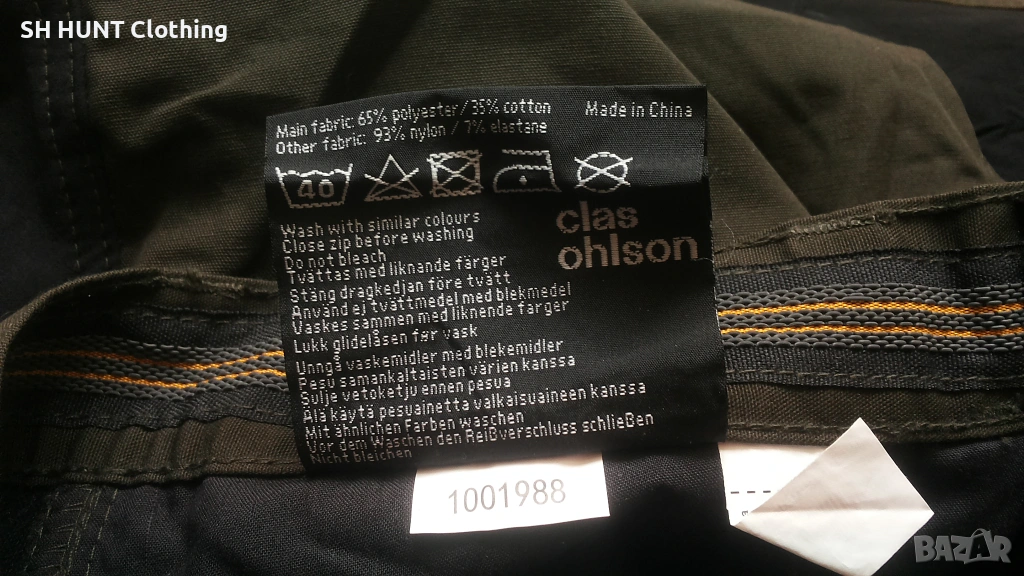 SH HUNT Clothing
Main fabric: 65% polyester/35% cotton
Other fabric: 93% nylon / 7% elastane
Made in China
40
clas
ohlson
Wash with similar colours
Close zip before washing
Do not bleach
Tvättas med liknande färger
Stäng dragkedjan före tvätt
Använd ej tvättmedel med blekmedel
Vaskes sammen med liknende farger
Lukk glidelåsen før vask
Unngå vaskemidler med blekemidler
Pesu samankaltaisten värien kanssa
Sulje vetoketju ennen pesua
Älä käytä pesuainetta valkaisuaineen kanssa
Mit ähnlichen Farben waschen
Vor dem Waschen den Reißverschluss schließen
Nicht bleichen
1001988
BAZAR